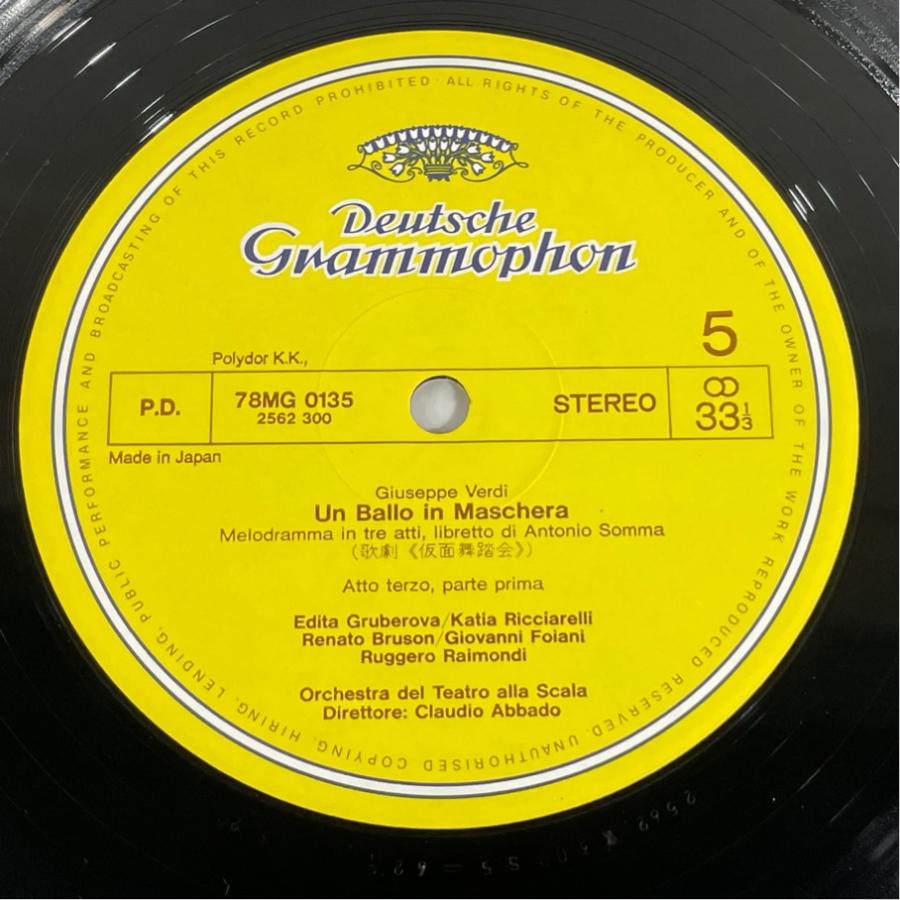 PUBLIC PERFORMANCE AND BROADCASTING OF THIS RECORD PROHIBITED · ALL RIGHTS OF THE PRODUCER AND OF THE OWNER OF THE WORK REPRODUCED RESERVED. UNAUTHORISED COPYING, HIRING, LENDING,
Deutsche
Grammophon
5
Polydor K.K.,
P.D.
78MG 0135
2562 300
STEREO
33⅓
Made in Japan
Giuseppe Verdi
Un Ballo in Maschera
Melodramma in tre atti, libretto di Antonio Somma
(歌劇《仮面舞踏会》)
Atto terzo, parte prima
Edita Gruberova/Katia Ricciarelli
Renato Bruson/Giovanni Foiani
Ruggero Raimondi
Orchestra del Teatro alla Scala
Direttore: Claudio Abbado